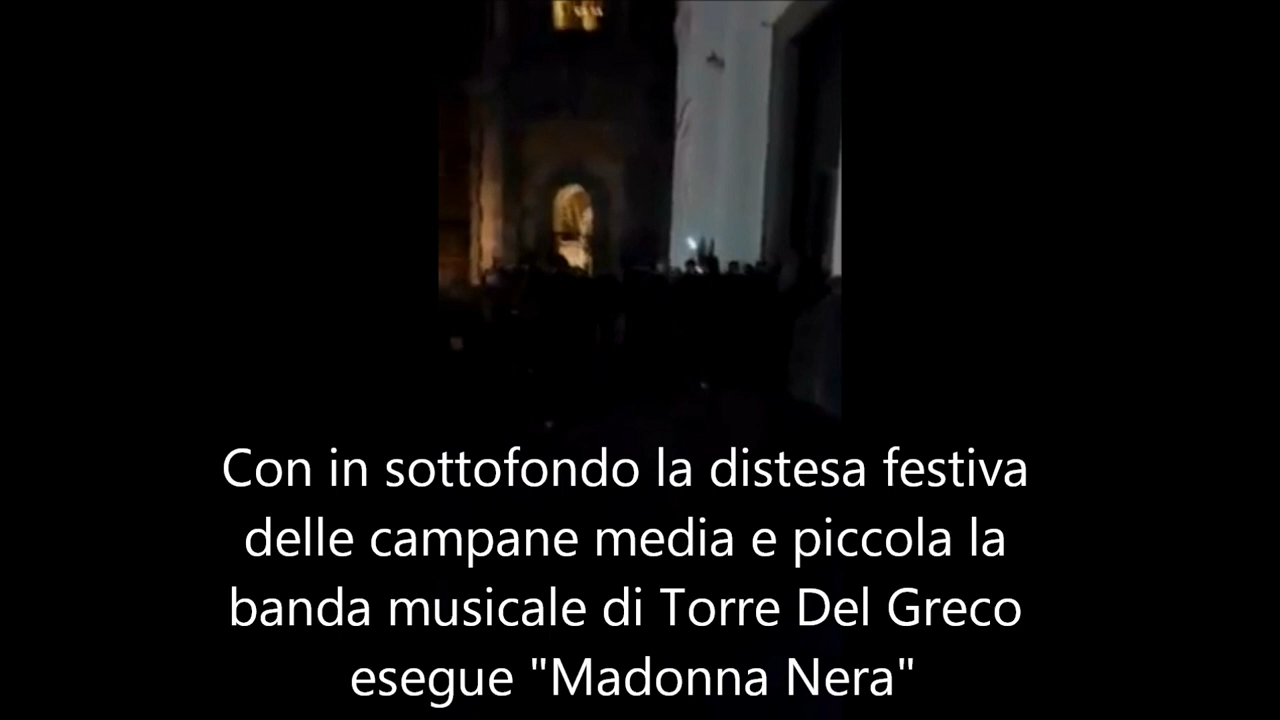 Con in sottofondo la distesa festiva
delle campane media e piccola la
banda musicale di Torre Del Greco
esegue "Madonna Nera"